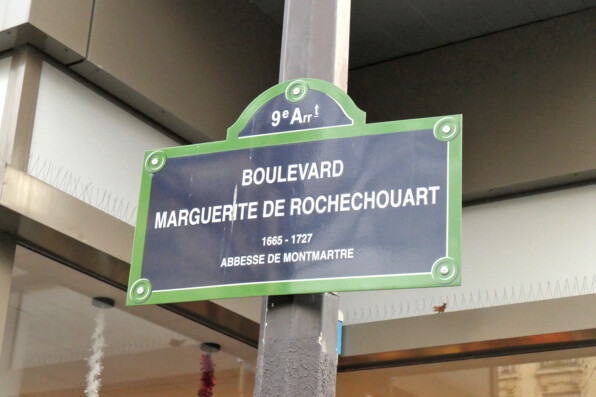 9e Arrt
BOULEVARD
MARGUERITE DE ROCHECHOUART
1665 - 1727
ABBESSE DE MONTMARTRE